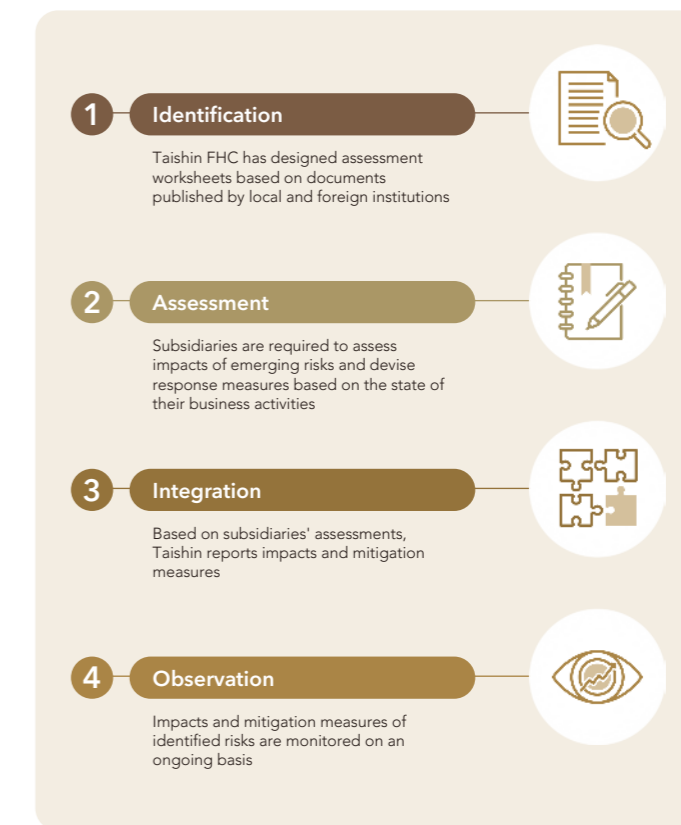 1
Identification
Taishin FHC has designed assessment
worksheets based on documents
published by local and foreign institutions
2
Assessment
Subsidiaries are required to assess
impacts of emerging risks and devise
response measures based on the state of
their business activities
3
Integration
Based on subsidiaries' assessments,
Taishin reports impacts and mitigation
measures
4
Observation
Impacts and mitigation measures of
identified risks are monitored on an
ongoing basis